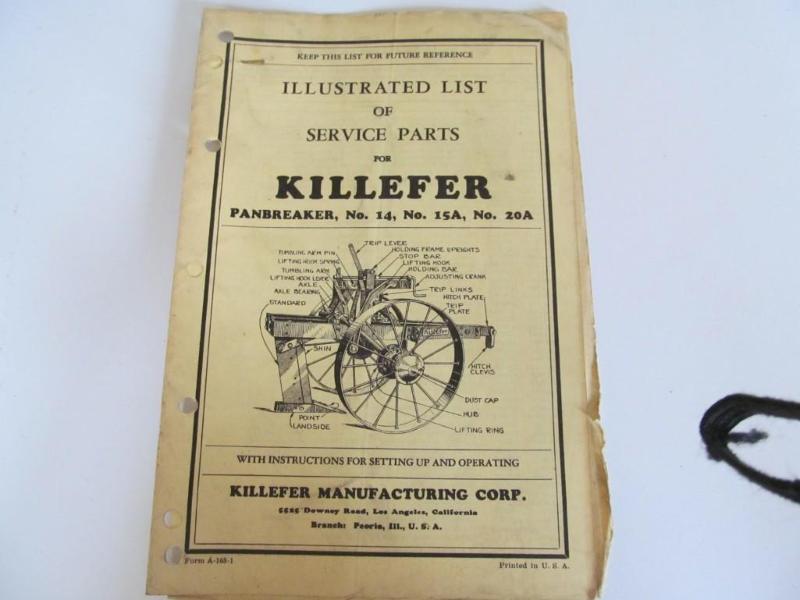 KEEP THIS LIST FOR FUTURE REFERENCE
ILLUSTRATED LIST
OF
SERVICE PARTS
FOR
KILLEFER
PANBREAKER, No. 14, No. 15A, No. 20A
TRIP LEVER
TUMBLING ARM PIN
HOLDING FRAME UPRIGHTS
LIFTING HOOK SPRING
STOP BAR
TUMBLING ARM
LIFTING HOOK
LIFTING HOOK LEVER
HOLDING BAR
AXLE
ADJUSTING CRANK
AXLE BEARING
TRIP LINKS
STANDARD
HITCH PLATE
TRIP
PLATE
SHIN
HITCH
CLEVIS
DUST CAP
POINT
HUB
LANDSIDE
LIFTING RING
WITH INSTRUCTIONS FOR SETTING UP AND OPERATING
KILLEFER MANUFACTURING CORP.
5525 Downey Road, Los Angeles, California
Branch: Peoria, Ill., U. S. A.
Form A-165-1
Printed in U. S. A.